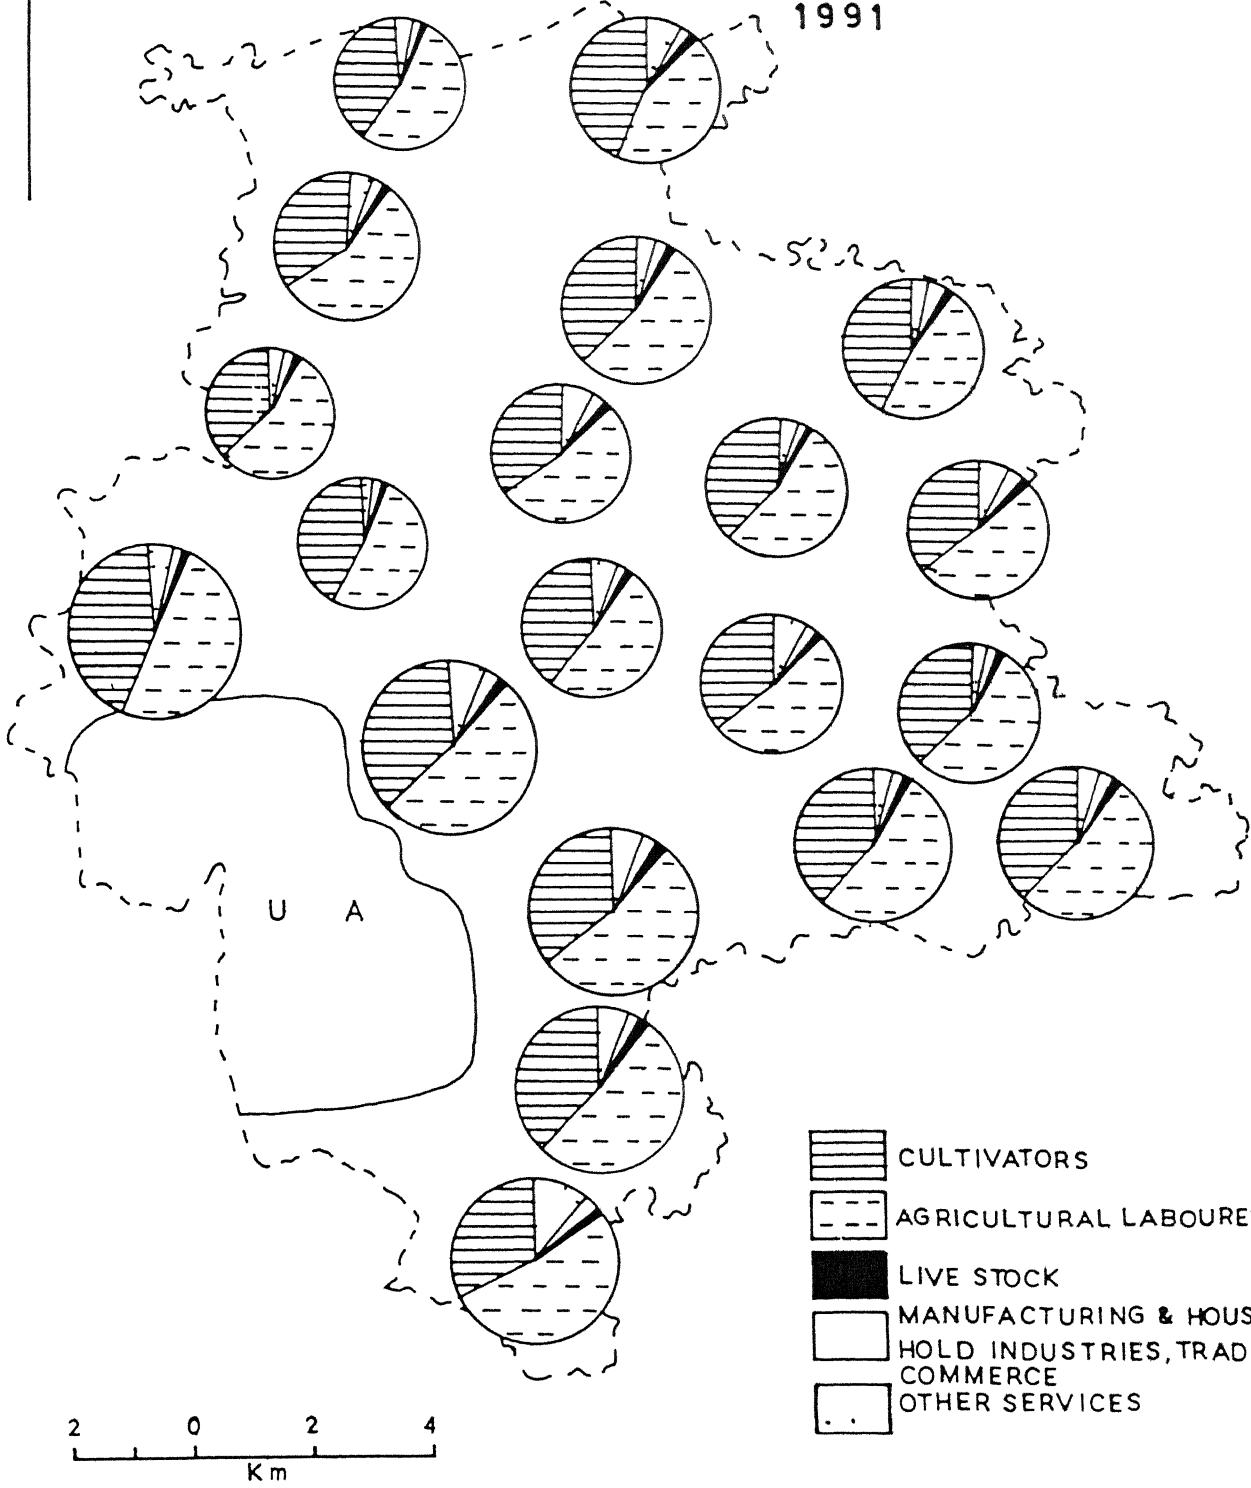 1991
U A
CULTIVATORS
AGRICULTURAL LABOURE
LIVE STOCK
MANUFACTURING & HOUS
HOLD INDUSTRIES, TRAD
COMMERCE
OTHER SERVICES
2 0 2 4
Km